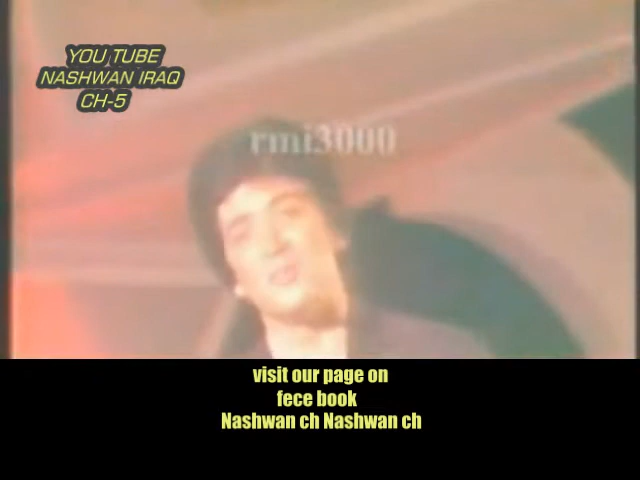 YOU TUBE
NASHWAN IRAQ
CH-5
rmi3000
visit our page on
fece book
Nashwan ch Nashwan ch